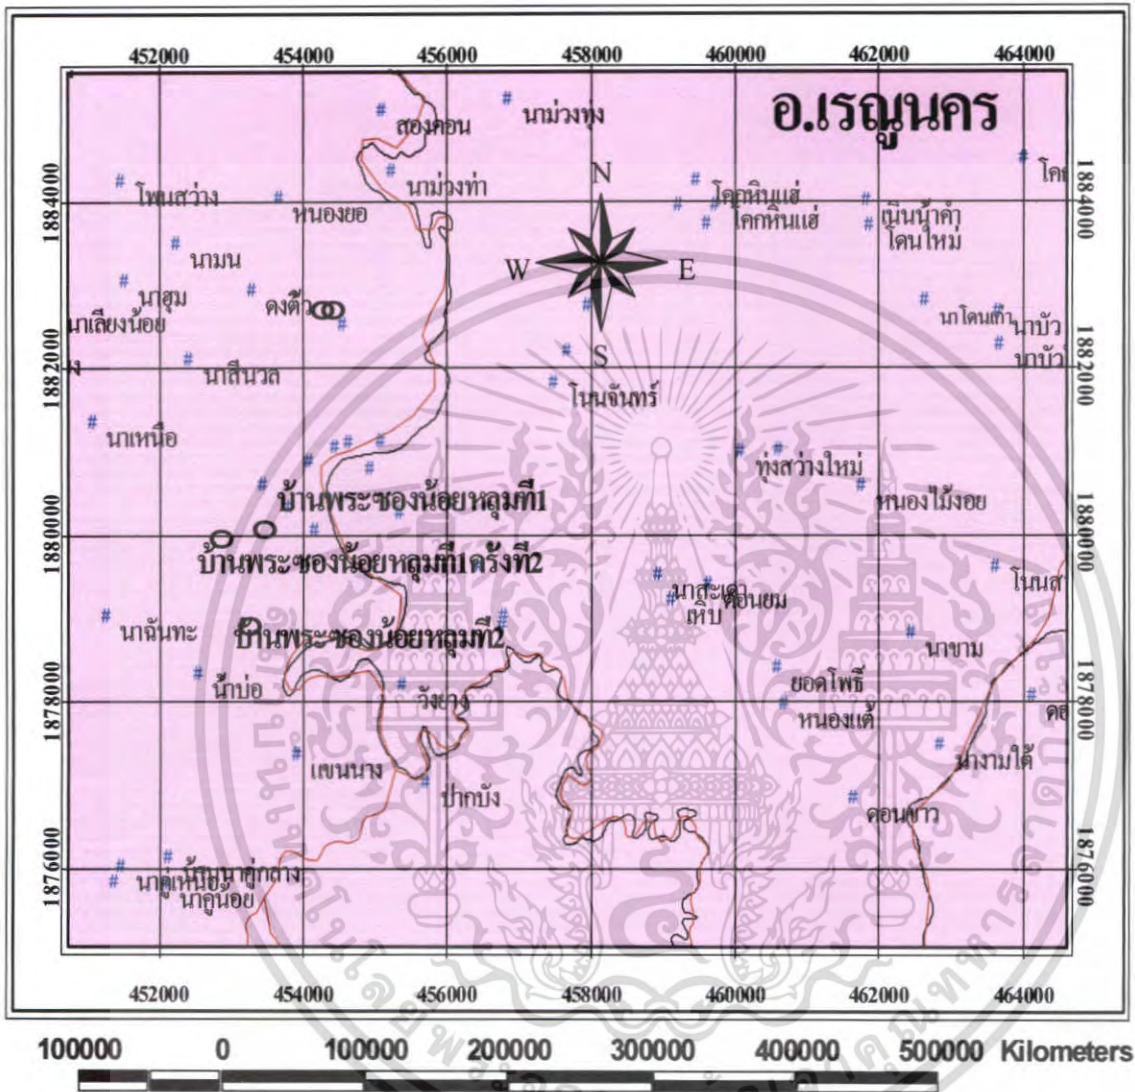 452000 454000 456000 458000 460000 462000 464000
อ.เรณูนคร
นาม่วงทุ่ง
สองคอน
นาม่วงท่า
N
โคกหินแฮ่
โพนสว่าง
หนองยอ
1884000
1884000
โคกหินแฮ่
เนินน้ำคำ
โดนใหม่
นามน
W
E
นาฮุม
ดงติ้ว
นาโดนเก่า
นาบัว
นาเลียงน้อย
S
นาบัว
1882000
1882000
นาสีนวล
โนนจันทร์
นาเหนือ
ทุ่งสว่างใหม่
บ้านพระซองน้อยหลุมที่1
หนองไม้งอย
1880000
1880000
บ้านพระซองน้อยหลุมที่1 ครั้งที่2
นาสะเดา
ดอนยม
เหิบ
นาฉันทะ
บ้านพระซองน้อยหลุมที่2
นาขาม
น้ำบ่อ
วังยาง
ยอดโพธิ์
1878000
1878000
หนองแต้
แขนนาง
นางามใต้
ปากบัง
ดอนขาว
1876000
1876000
นาคู่เหนือ
นาคูน้อย
452000 454000 456000 458000 460000 462000 464000
100000 0 100000 200000 300000 400000 500000 Kilometers